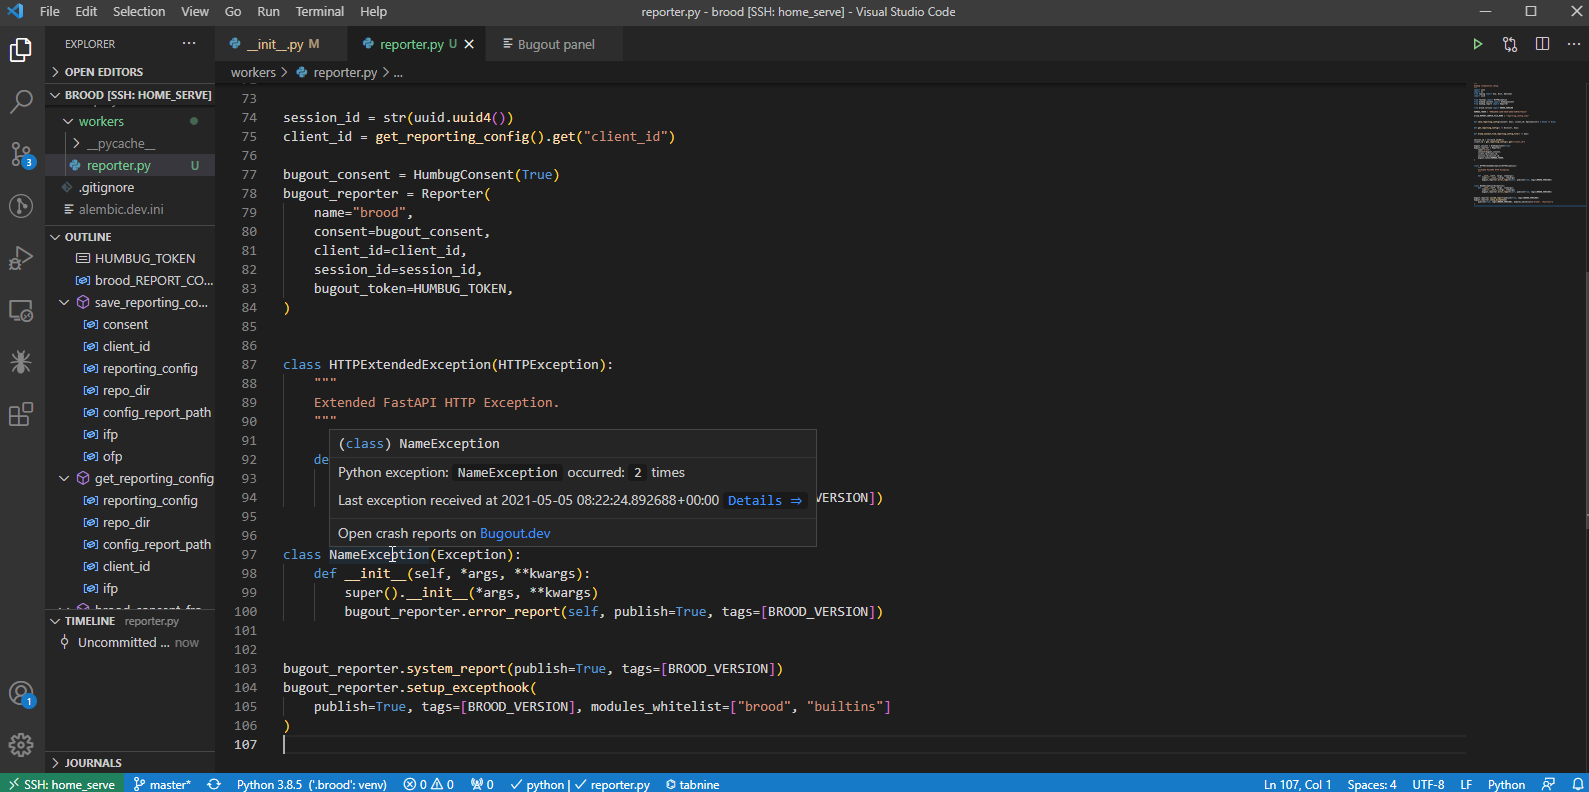 File Edit Selection View Go Run Terminal Help
reporter.py - brood [SSH: home_serve] - Visual Studio Code
EXPLORER
OPEN EDITORS
BROOD [SSH: HOME_SERVE]
workers
__pycache__
reporter.py U
.gitignore
alembic.dev.ini
OUTLINE
HUMBUG_TOKEN
brood_REPORT_CO...
save_reporting_co...
consent
client_id
reporting_config
repo_dir
config_report_path
ifp
ofp
get_reporting_config
reporting_config
repo_dir
config_report_path
client_id
ifp
TIMELINE reporter.py
Uncommitted ... now
JOURNALS
3
1
__init__.py M
reporter.py U
Bugout panel
workers > reporter.py > ...
73
74 session_id = str(uuid.uuid4())
75 client_id = get_reporting_config().get("client_id")
76
77 bugout_consent = HumbugConsent(True)
78 bugout_reporter = Reporter(
79 name="brood",
80 consent=bugout_consent,
81 client_id=client_id,
82 session_id=session_id,
83 bugout_token=HUMBUG_TOKEN,
84 )
85
86
87 class HTTPExtendedException(HTTPException):
88 """
89 Extended FastAPI HTTP Exception.
90 """
91
92 de
93
94 VERSION])
95
96
(class) NameException
Python exception: NameException occurred: 2 times
Last exception received at 2021-05-05 08:22:24.892688+00:00 Details ⇒
Open crash reports on Bugout.dev
97 class NameException(Exception):
98 def __init__(self, *args, **kwargs):
99 super().__init__(*args, **kwargs)
100 bugout_reporter.error_report(self, publish=True, tags=[BROOD_VERSION])
101
102
103 bugout_reporter.system_report(publish=True, tags=[BROOD_VERSION])
104 bugout_reporter.setup_excepthook(
105 publish=True, tags=[BROOD_VERSION], modules_whitelist=["brood", "builtins"]
106 )
107
SSH: home_serve master* Python 3.8.5 ('.brood': venv) 0 0 0 python | reporter.py tabnine
Ln 107, Col 1 Spaces: 4 UTF-8 LF Python